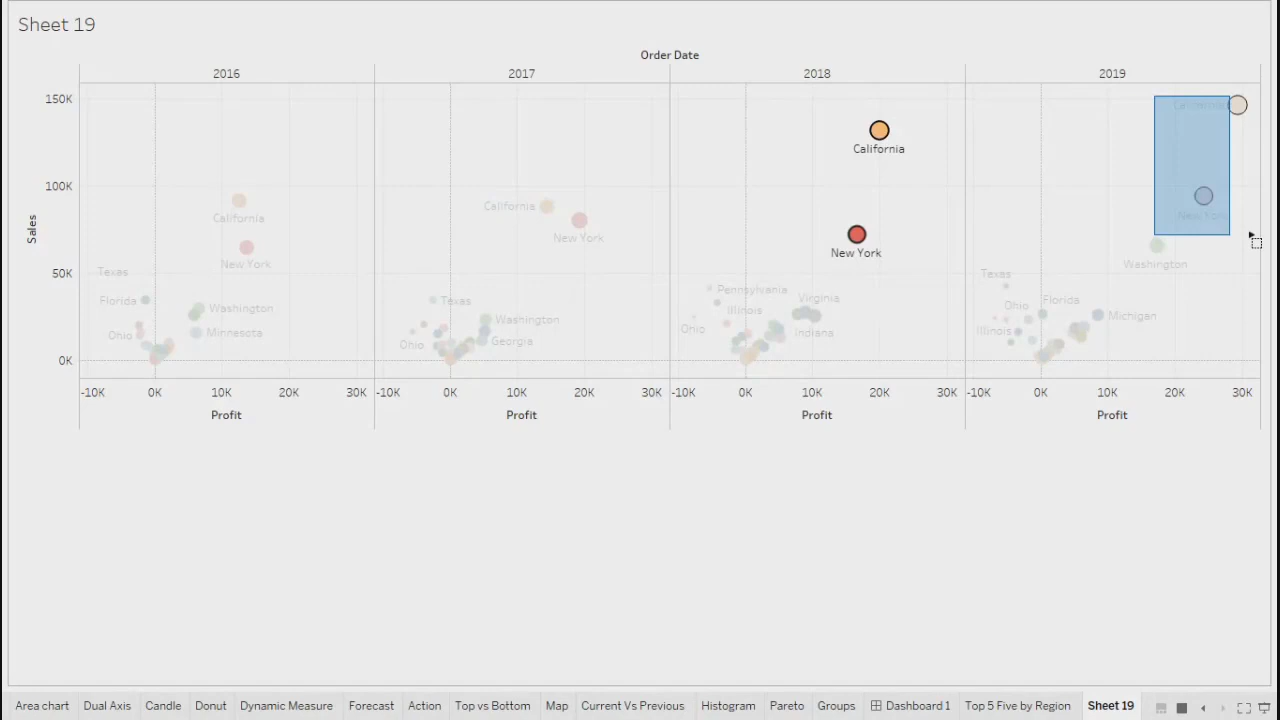 Sheet 19
Order Date
2016 2017 2018 2019
Sales
150K
100K
50K
0K
California
New York
Texas
Florida
Washington
Ohio
Minnesota
California
New York
Texas
Washington
Ohio
Georgia
California
New York
Pennsylvania
Virginia
Illinois
Ohio
Indiana
California
New York
Washington
Texas
Ohio
Florida
Illinois
Michigan
-10K 0K 10K 20K 30K -10K 0K 10K 20K 30K -10K 0K 10K 20K 30K -10K 0K 10K 20K 30K
Profit Profit Profit Profit
Area chart Dual Axis Candle Donut Dynamic Measure Forecast Action Top vs Bottom Map Current Vs Previous Histogram Pareto Groups Dashboard 1 Top 5 Five by Region Sheet 19